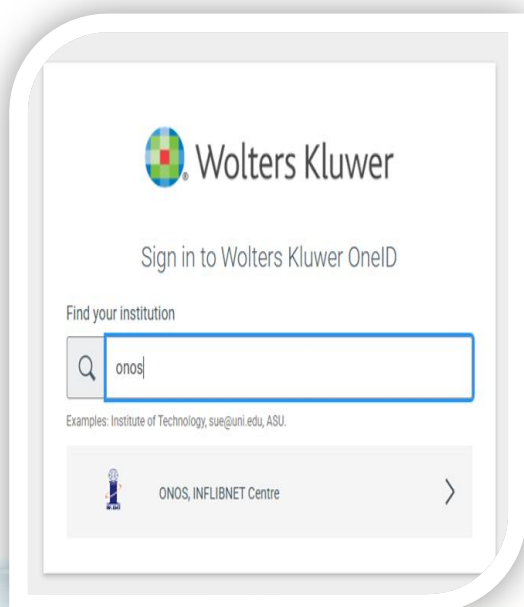 Wolters Kluwer
Sign in to Wolters Kluwer OneID
Find your institution
onos
Examples: Institute of Technology, sue@uni.edu, ASU.
ONOS, INFLIBNET Centre